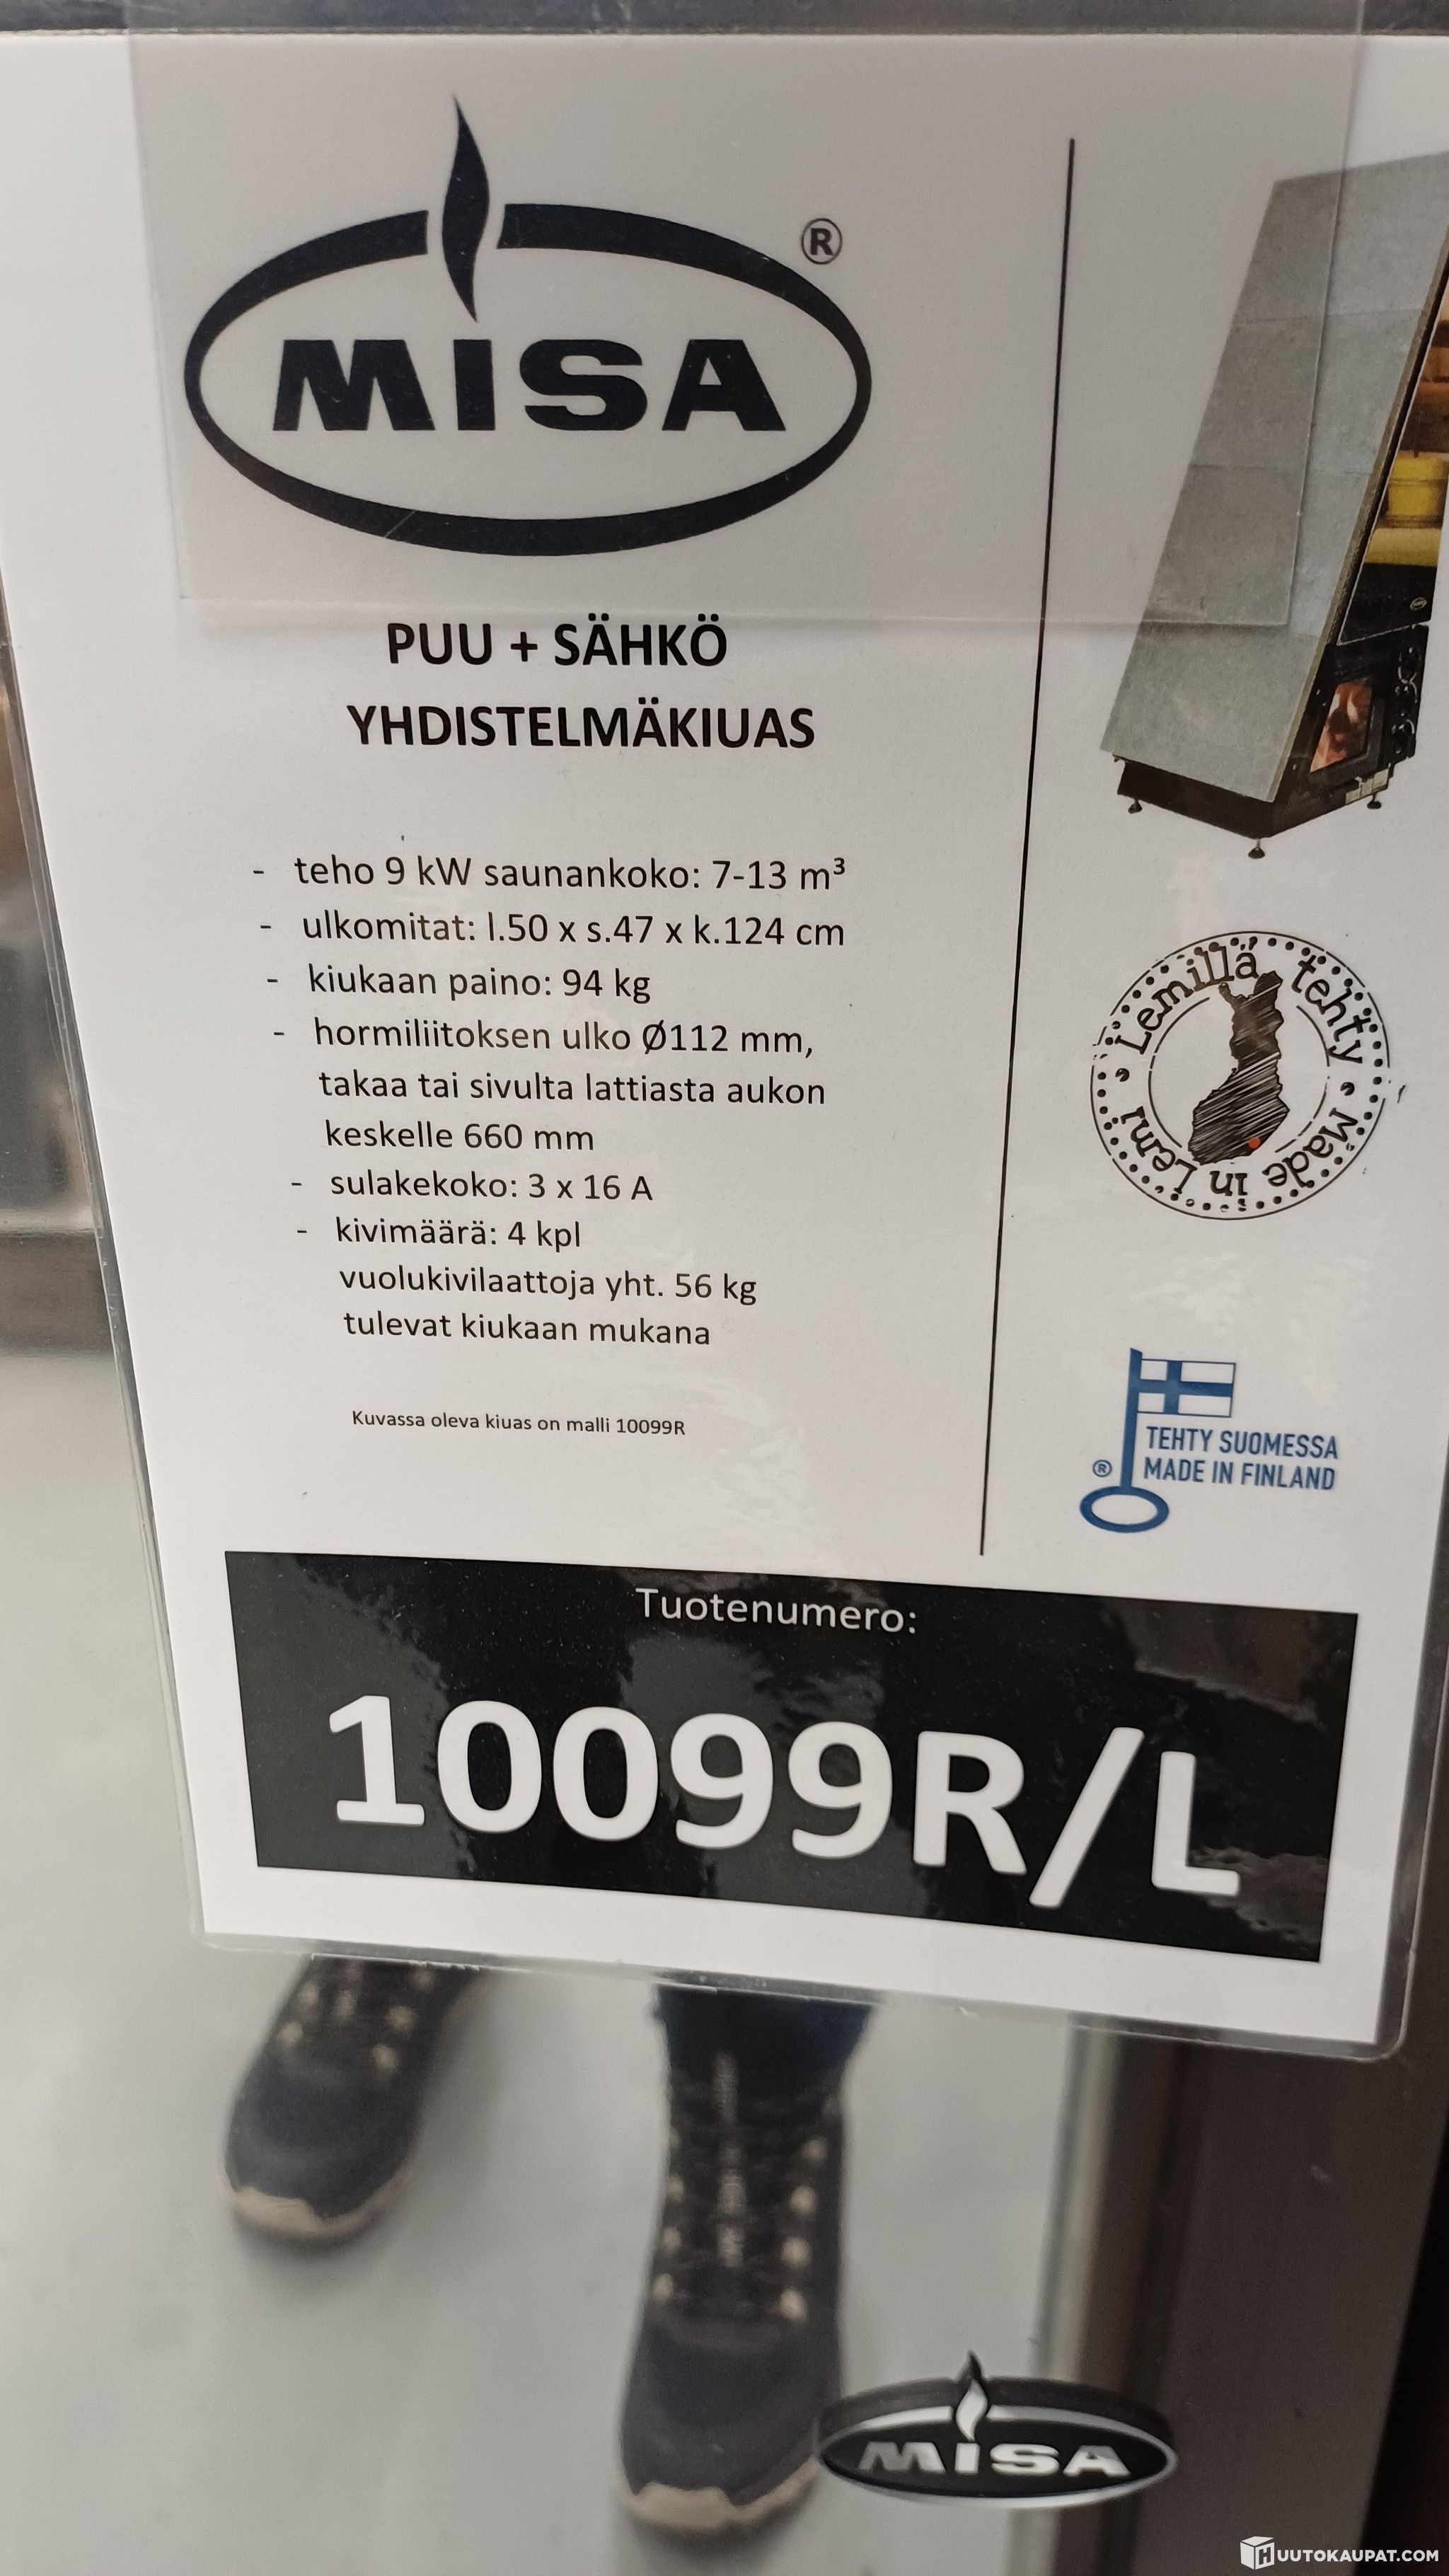 MISA
®
PUU + SÄHKÖ
YHDISTELMÄKIUAS
- teho 9 kW saunankoko: 7-13 m³
- ulkomitat: l.50 x s.47 x k.124 cm
- kiukaan paino: 94 kg
- hormiliitoksen ulko Ø112 mm,
takaa tai sivulta lattiasta aukon
keskelle 660 mm
- sulakekoko: 3 x 16 A
- kivimäärä: 4 kpl
vuolukivilaattoja yht. 56 kg
tulevat kiukaan mukana
Kuvassa oleva kiuas on malli 10099R
Lemillä tehty • Made in Lemi •
TEHTY SUOMESSA
® MADE IN FINLAND
Tuotenumero:
10099R/L
MISA
HUUTOKAUPAT.COM